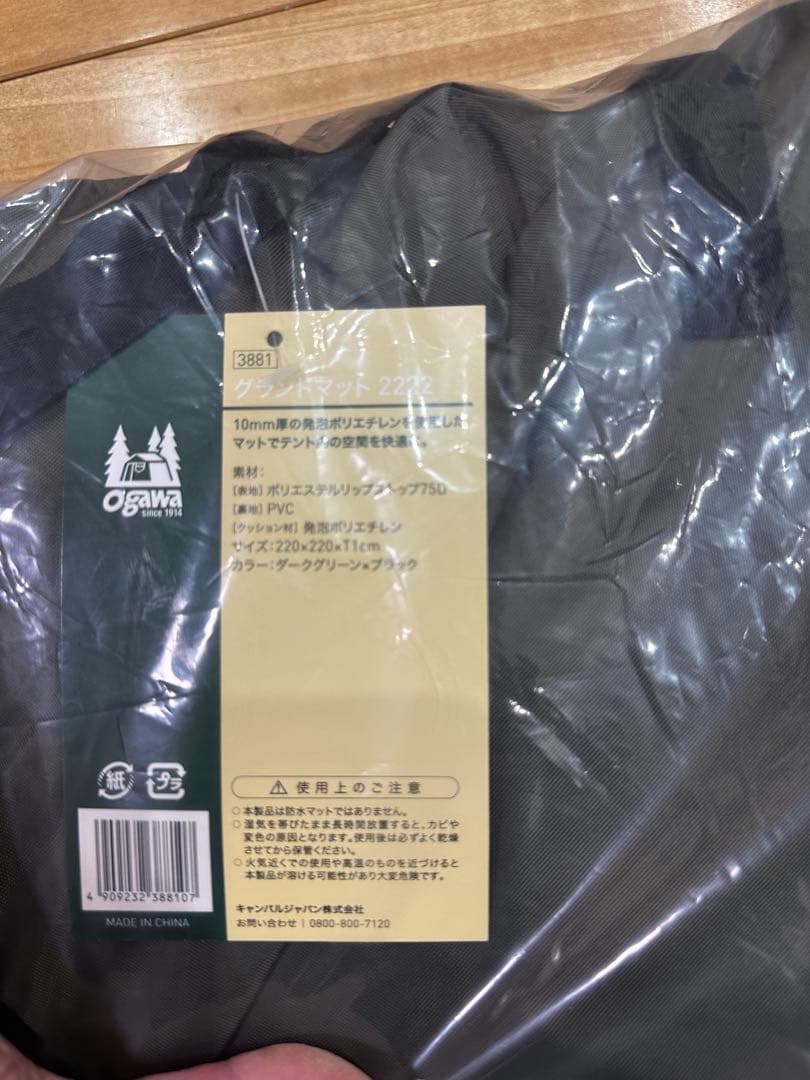 ogawa
since 1914
3881
グランドマット 2222
10mm厚の発泡ポリエチレンを使用した
マットでテント内の空間を快適に。
素材：
[表地] ポリエステルリップストップ75D
[裏地] PVC
[クッション材] 発泡ポリエチレン
サイズ：220×220×T1cm
カラー：ダークグリーン×ブラック
紙
プラ
⚠ 使用上のご注意
○ 本製品は防水マットではありません。
○ 湿気を帯びたまま長時間放置すると、カビや
変色の原因となります。使用後は必ずよく乾燥
させてから保管ください。
○ 火気近くでの使用や高温のものを近づけると
本製品が溶ける可能性があり大変危険です。
4 909232 388107
MADE IN CHINA
キャンパルジャパン株式会社
お問い合わせ | 0800-800-7120